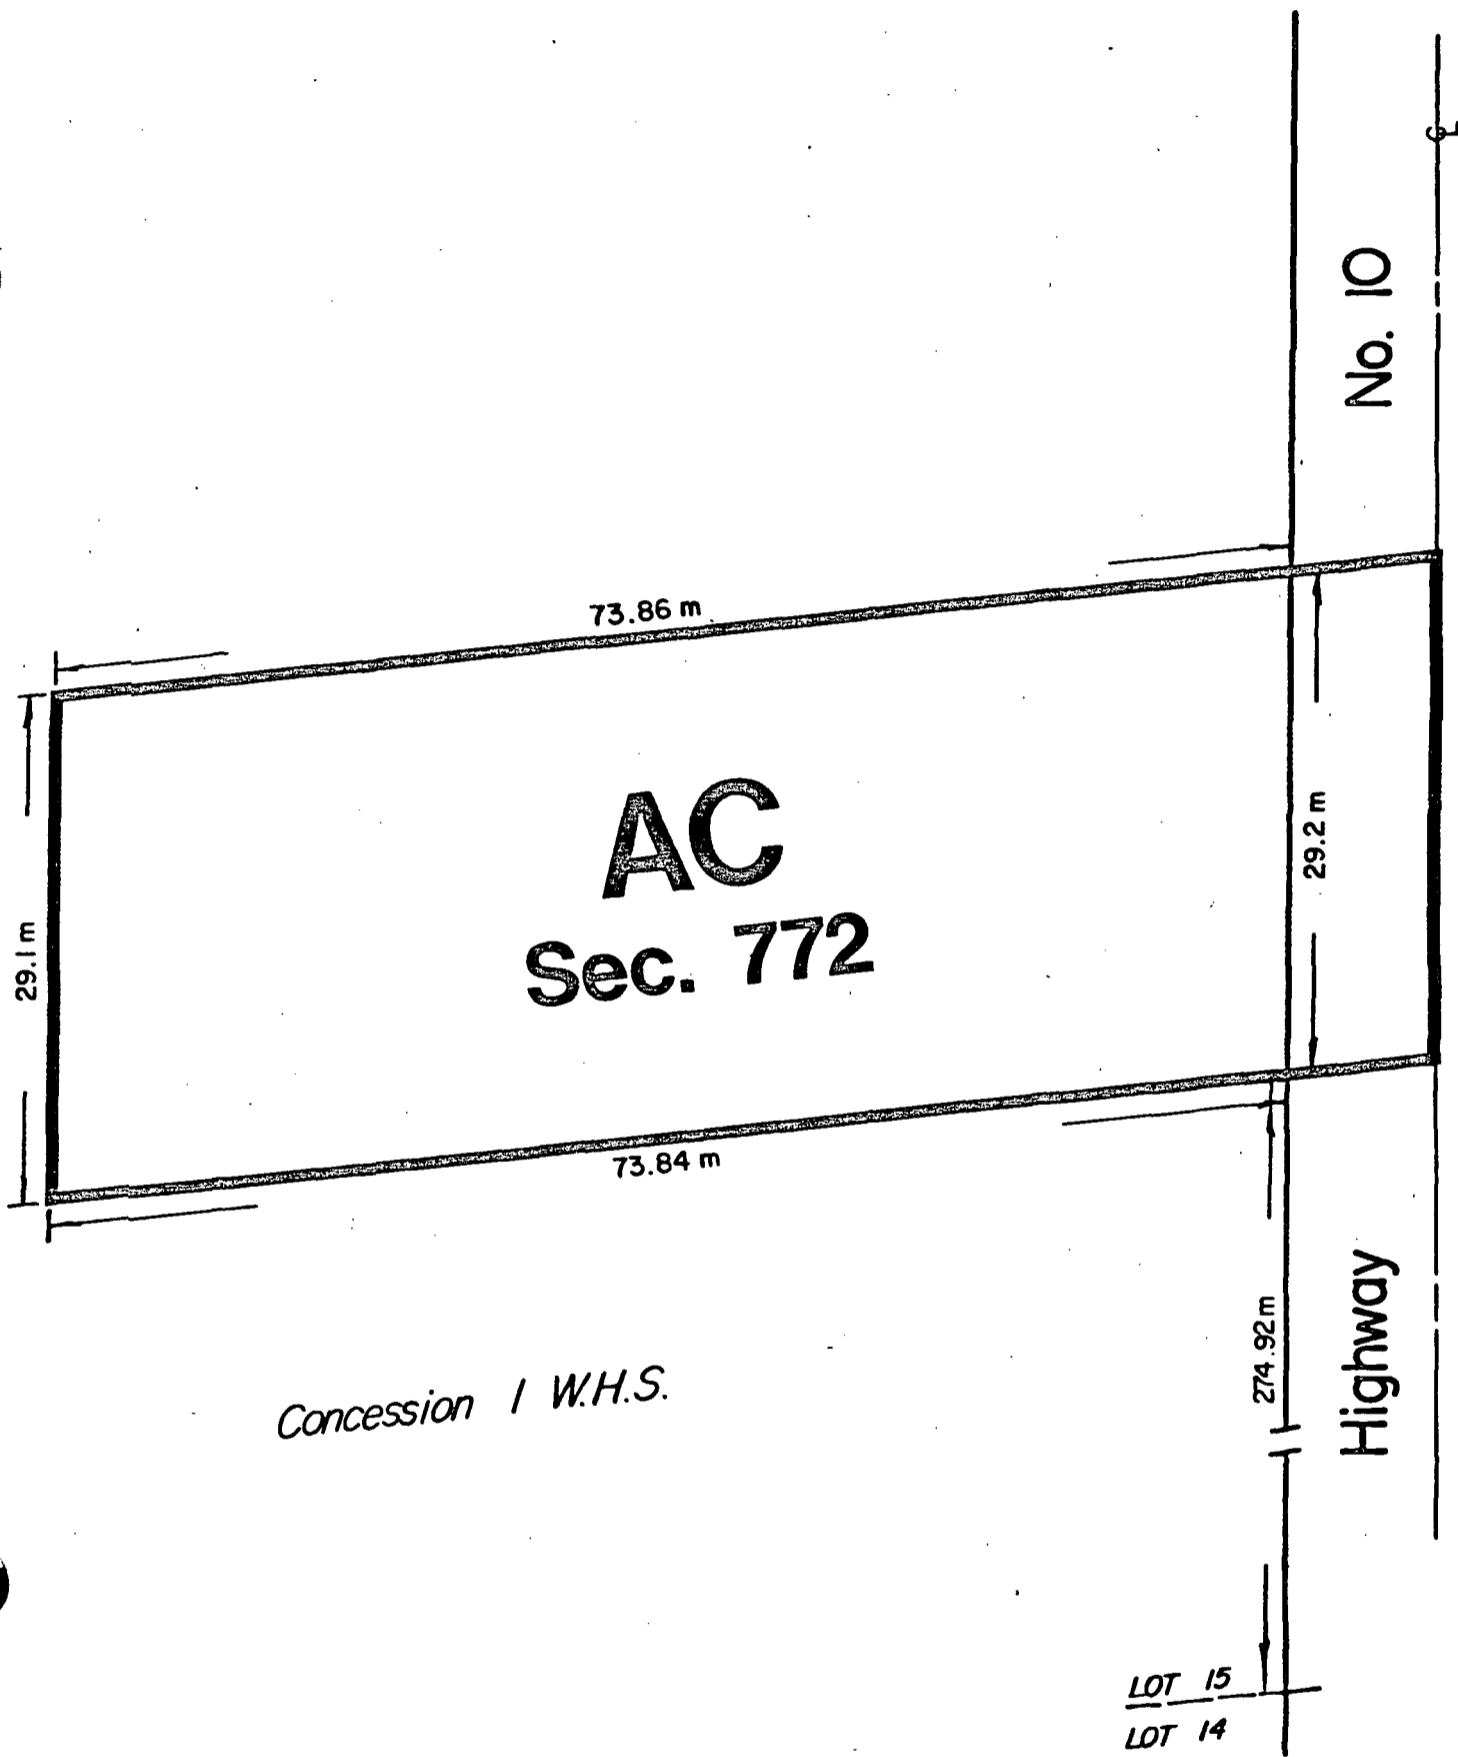 No. 10
73.86 m
AC
Sec. 772
29.1 m
29.2 m
73.84 m
274.92 m
Highway
Concession 1 W.H.S.
LOT 15
LOT 14